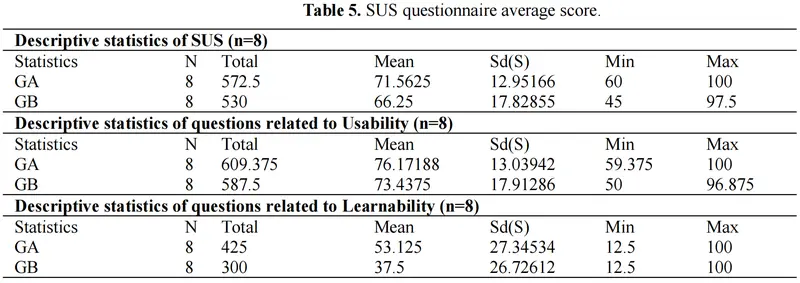 Table 5. SUS questionnaire average score.
Descriptive statistics of SUS (n=8)
Statistics N Total Mean Sd(S) Min Max
GA 8 572.5 71.5625 12.95166 60 100
GB 8 530 66.25 17.82855 45 97.5
Descriptive statistics of questions related to Usability (n=8)
Statistics N Total Mean Sd(S) Min Max
GA 8 609.375 76.17188 13.03942 59.375 100
GB 8 587.5 73.4375 17.91286 50 96.875
Descriptive statistics of questions related to Learnability (n=8)
Statistics N Total Mean Sd(S) Min Max
GA 8 425 53.125 27.34534 12.5 100
GB 8 300 37.5 26.72612 12.5 100